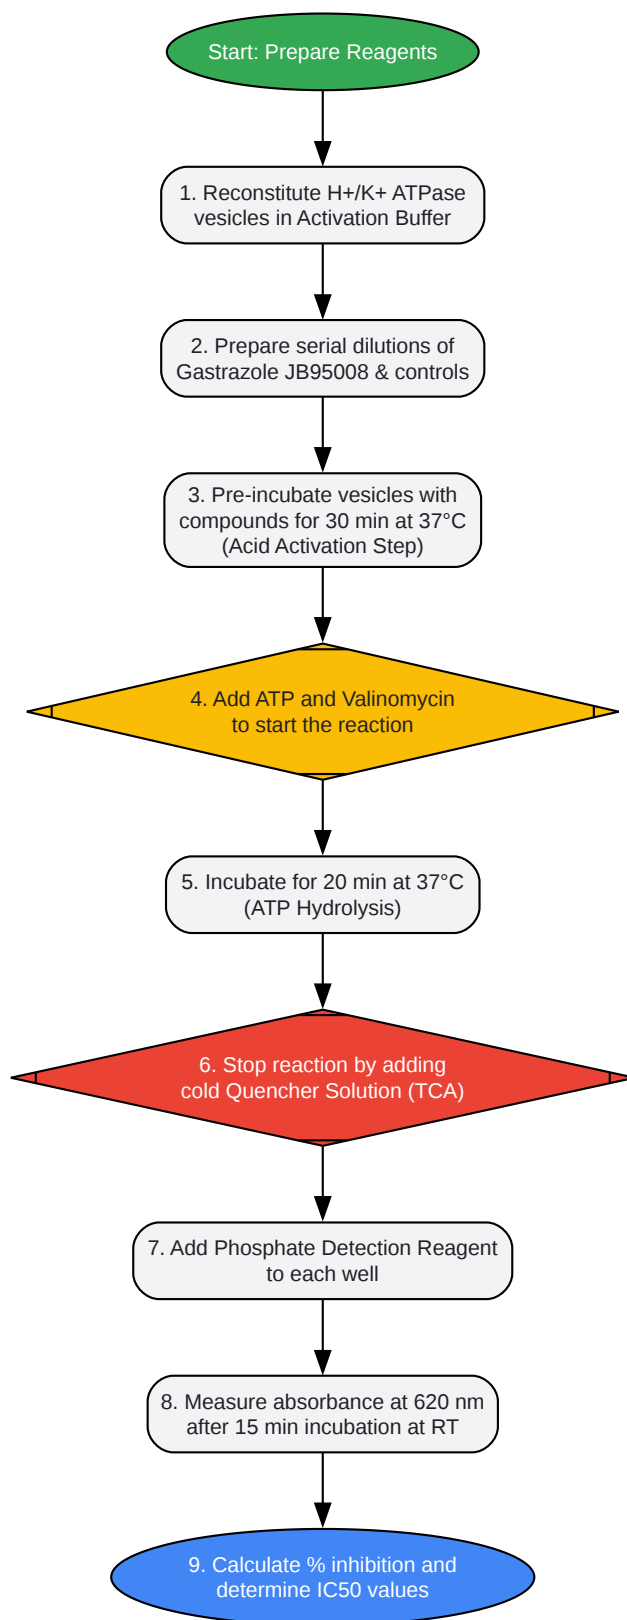 Start: Prepare Reagents
1. Reconstitute H+/K+ ATPase
vesicles in Activation Buffer
2. Prepare serial dilutions of
Gastrazole JB95008 & controls
3. Pre-incubate vesicles with
compounds for 30 min at 37°C
(Acid Activation Step)
4. Add ATP and Valinomycin
to start the reaction
5. Incubate for 20 min at 37°C
(ATP Hydrolysis)
6. Stop reaction by adding
cold Quencher Solution (TCA)
7. Add Phosphate Detection Reagent
to each well
8. Measure absorbance at 620 nm
after 15 min incubation at RT
9. Calculate % inhibition and
determine IC50 values